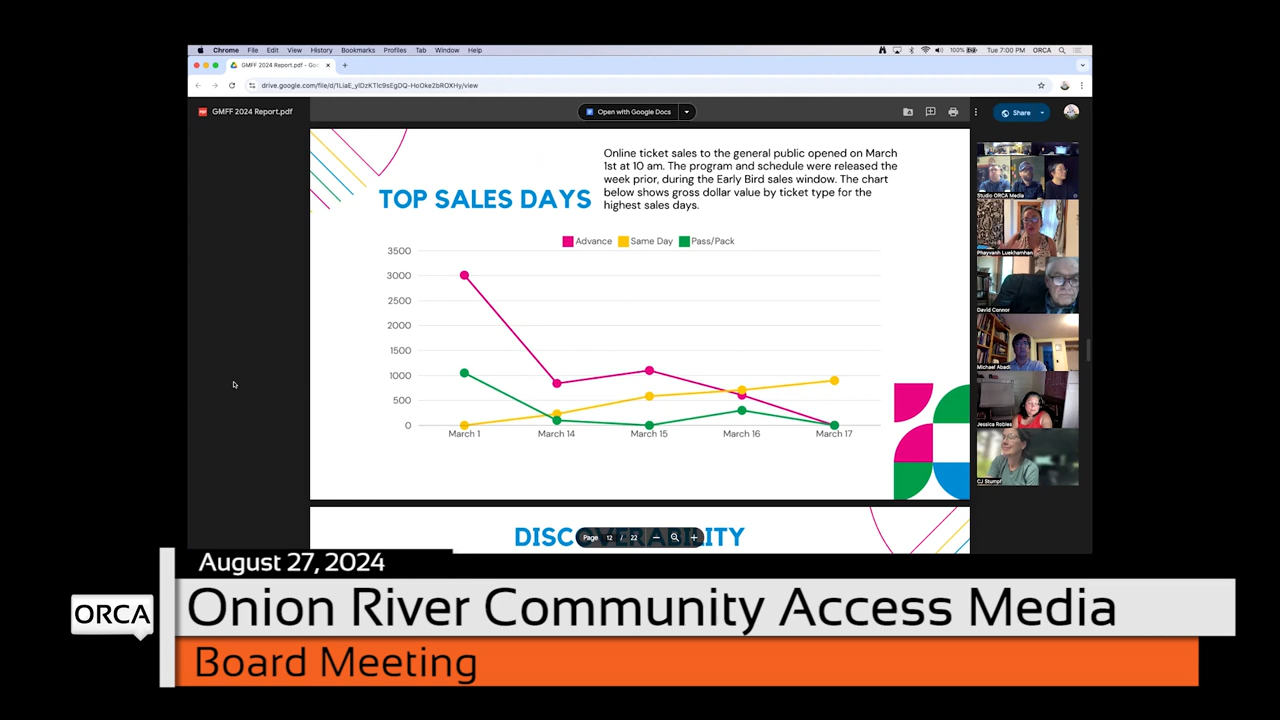 Chrome File Edit View History Bookmarks Profiles Tab Window Help
100% Tue 7:00 PM ORCA
GMFF 2024 Report.pdf - Goo
drive.google.com/file/d/1LiaE_ylDzKTlc9sEgDQ-HoOke2bROXHy/view
GMFF 2024 Report.pdf
Open with Google Docs
Share
TOP SALES DAYS
Online ticket sales to the general public opened on March
1st at 10 am. The program and schedule were released the
week prior, during the Early Bird sales window. The chart
below shows gross dollar value by ticket type for the
highest sales days.
Advance Same Day Pass/Pack
3500
3000
2500
2000
1500
1000
500
0
March 1 March 14 March 15 March 16 March 17
Studio ORCA Media
Phayvanh Luekhamhan
David Connor
Michael Abadi
Jessica Robles
CJ Stumpf
DISCOVERABILITY
Page 12 / 22
August 27, 2024
ORCA
Onion River Community Access Media
Board Meeting